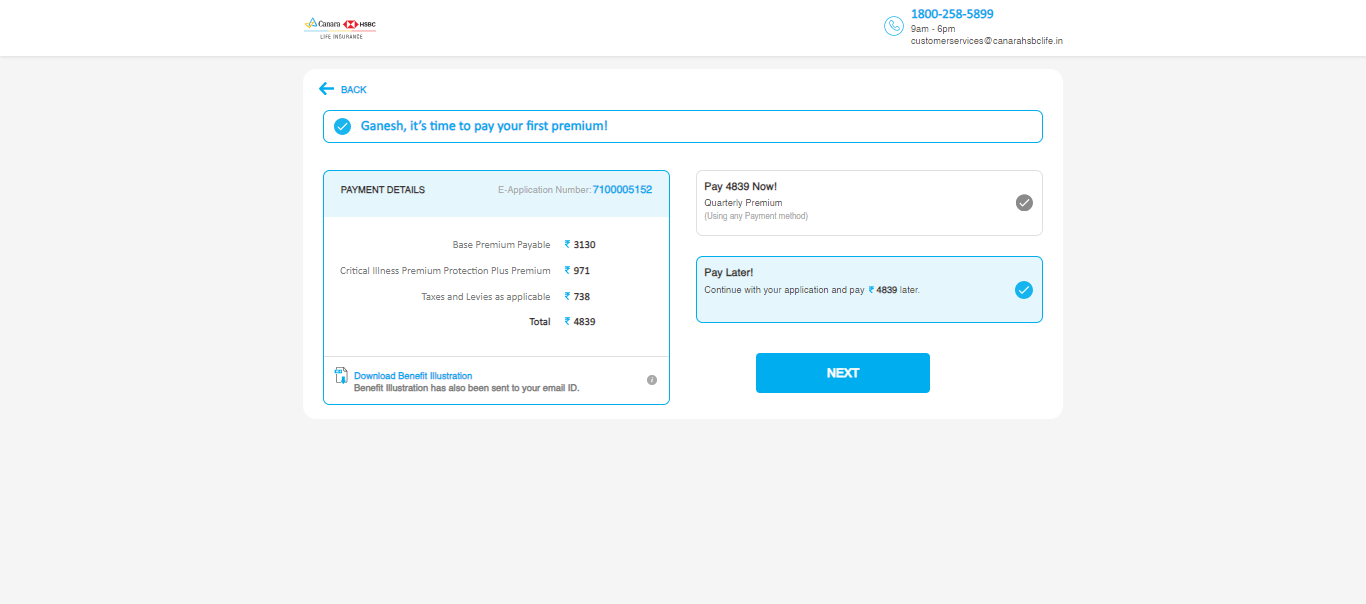 Canara HSBC
LIFE INSURANCE
1800-258-5899
9am - 6pm
customerservices@canarahsbclife.in
BACK
Ganesh, it's time to pay your first premium!
PAYMENT DETAILS E-Application Number: 7100005152
Base Premium Payable ₹ 3130
Critical Illness Premium Protection Plus Premium ₹ 971
Taxes and Levies as applicable ₹ 738
Total ₹ 4839
Download Benefit Illustration
Benefit Illustration has also been sent to your email ID.
i
Pay 4839 Now!
Quarterly Premium
(Using any Payment method)
Pay Later!
Continue with your application and pay ₹ 4839 later.
NEXT